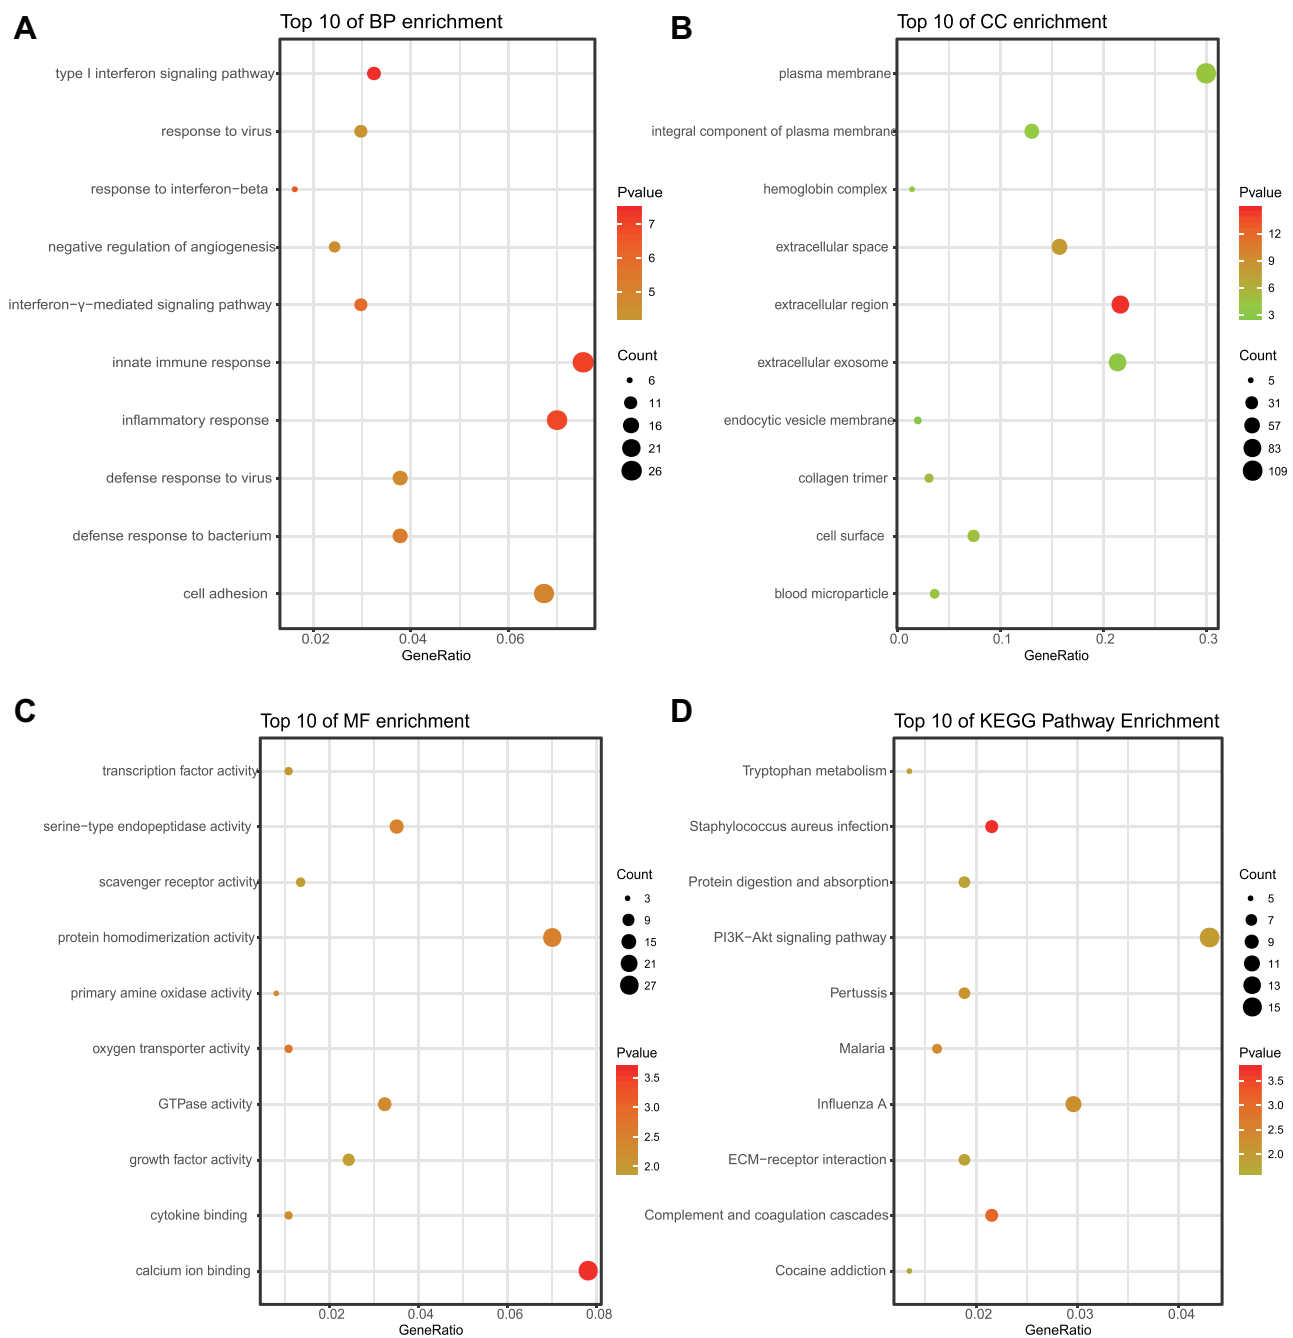 A
Top 10 of BP enrichment
type I interferon signaling pathway
response to virus
response to interferon−beta
negative regulation of angiogenesis
interferon−γ−mediated signaling pathway
innate immune response
inflammatory response
defense response to virus
defense response to bacterium
cell adhesion
0.02 0.04 0.06
GeneRatio
Pvalue
7
6
5
Count
6
11
16
21
26
B
Top 10 of CC enrichment
plasma membrane
integral component of plasma membrane
hemoglobin complex
extracellular space
extracellular region
extracellular exosome
endocytic vesicle membrane
collagen trimer
cell surface
blood microparticle
0.0 0.1 0.2 0.3
GeneRatio
Pvalue
12
9
6
3
Count
5
31
57
83
109
C
Top 10 of MF enrichment
transcription factor activity
serine−type endopeptidase activity
scavenger receptor activity
protein homodimerization activity
primary amine oxidase activity
oxygen transporter activity
GTPase activity
growth factor activity
cytokine binding
calcium ion binding
0.02 0.04 0.06 0.08
GeneRatio
Count
3
9
15
21
27
Pvalue
3.5
3.0
2.5
2.0
D
Top 10 of KEGG Pathway Enrichment
Tryptophan metabolism
Staphylococcus aureus infection
Protein digestion and absorption
PI3K−Akt signaling pathway
Pertussis
Malaria
Influenza A
ECM−receptor interaction
Complement and coagulation cascades
Cocaine addiction
0.02 0.03 0.04
GeneRatio
Count
5
7
9
11
13
15
Pvalue
3.5
3.0
2.5
2.0